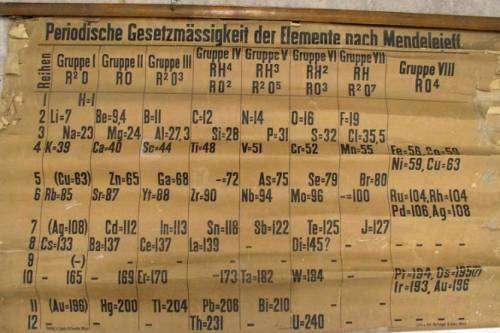 Periodische Gesetzmässigkeit der Elemente nach Mendelejeff.
Reihen Gruppe I Gruppe II Gruppe III Gruppe IV Gruppe V Gruppe VI Gruppe VII Gruppe VIII
RH⁴ RH³ RH² RH
R²O RO R²O³ RO² R²O⁵ RO³ R²O⁷ RO⁴
1 H=1
2 Li=7 Be=9,4 B=11 C=12 N=14 O=16 F=19
3 Na=23 Mg=24 Al=27,3 Si=28 P=31 S=32 Cl=35,5
4 K=39 Ca=40 Sc=44 Ti=48 V=51 Cr=52 Mn=55 Fe=56, Co=59
Ni=59, Cu=63
5 (Cu=63) Zn=65 Ga=68 -=72 As=75 Se=79 Br=80
6 Rb=85 Sr=87 Yt=88 Zr=90 Nb=94 Mo=96 -=100 Ru=104, Rh=104
Pd=106, Ag=108
7 (Ag=108) Cd=112 In=113 Sn=118 Sb=122 Te=125 J=127
8 Cs=133 Ba=137 Ce=137 La=139 - Di=145? - - - - -
9 (-) - - - - - -
10 - 165 - 169 Er=170 -173 Ta=182 W=184 - Pt=194, Os=195(?)
Ir=193, Au=196
11 (Au=196) Hg=200 Tl=204 Pb=206 Bi=210 - -
12 - - - Th=231 - U=240 - - - - -